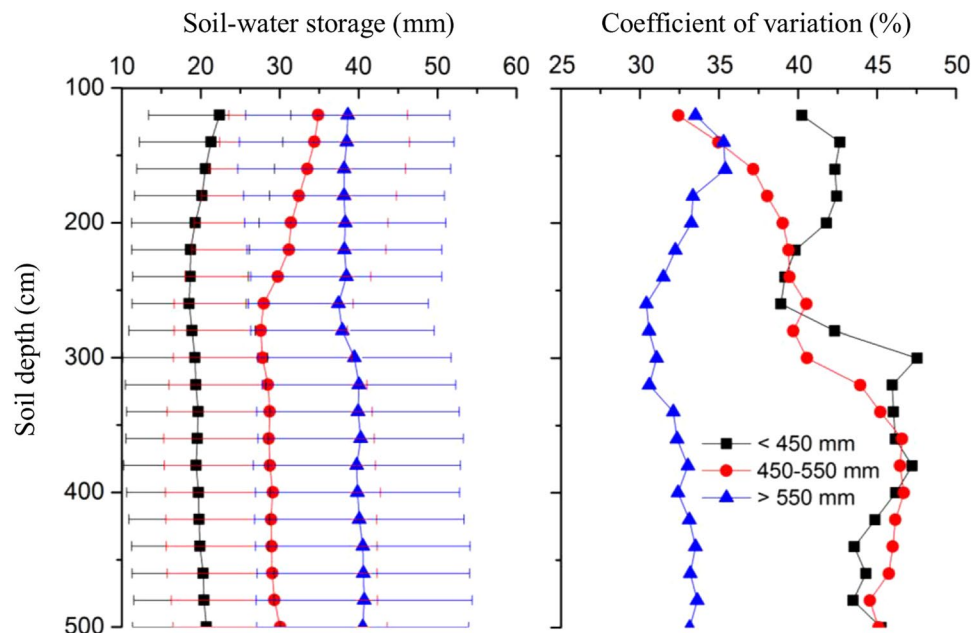 Soil-water storage (mm)
Coefficient of variation (%)
10 20 30 40 50 60
25 30 35 40 45 50
Soil depth (cm)
100
200
300
400
500
< 450 mm
450-550 mm
> 550 mm